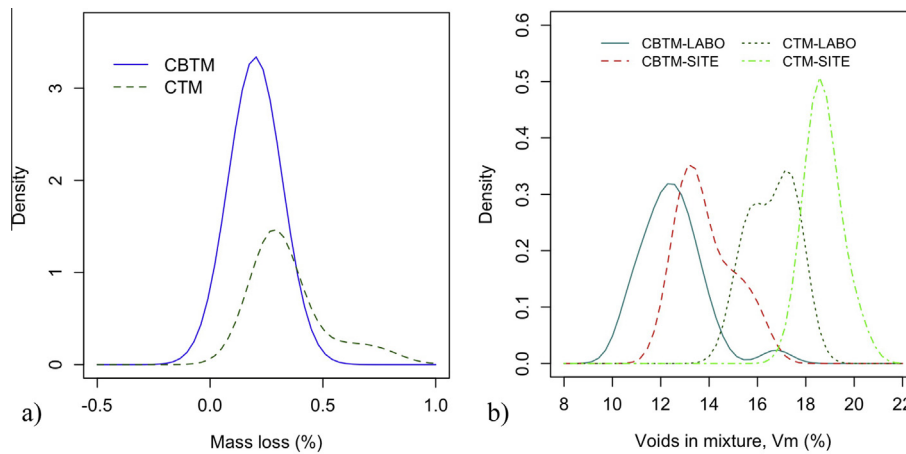 CBTM
CTM
Density
0 1 2 3
-0.5 0.0 0.5 1.0
Mass loss (%)
a)
CBTM-LABO CTM-LABO
CBTM-SITE CTM-SITE
Density
0.0 0.1 0.2 0.3 0.4 0.5 0.6
8 10 12 14 16 18 20 22
Voids in mixture, Vm (%)
b)